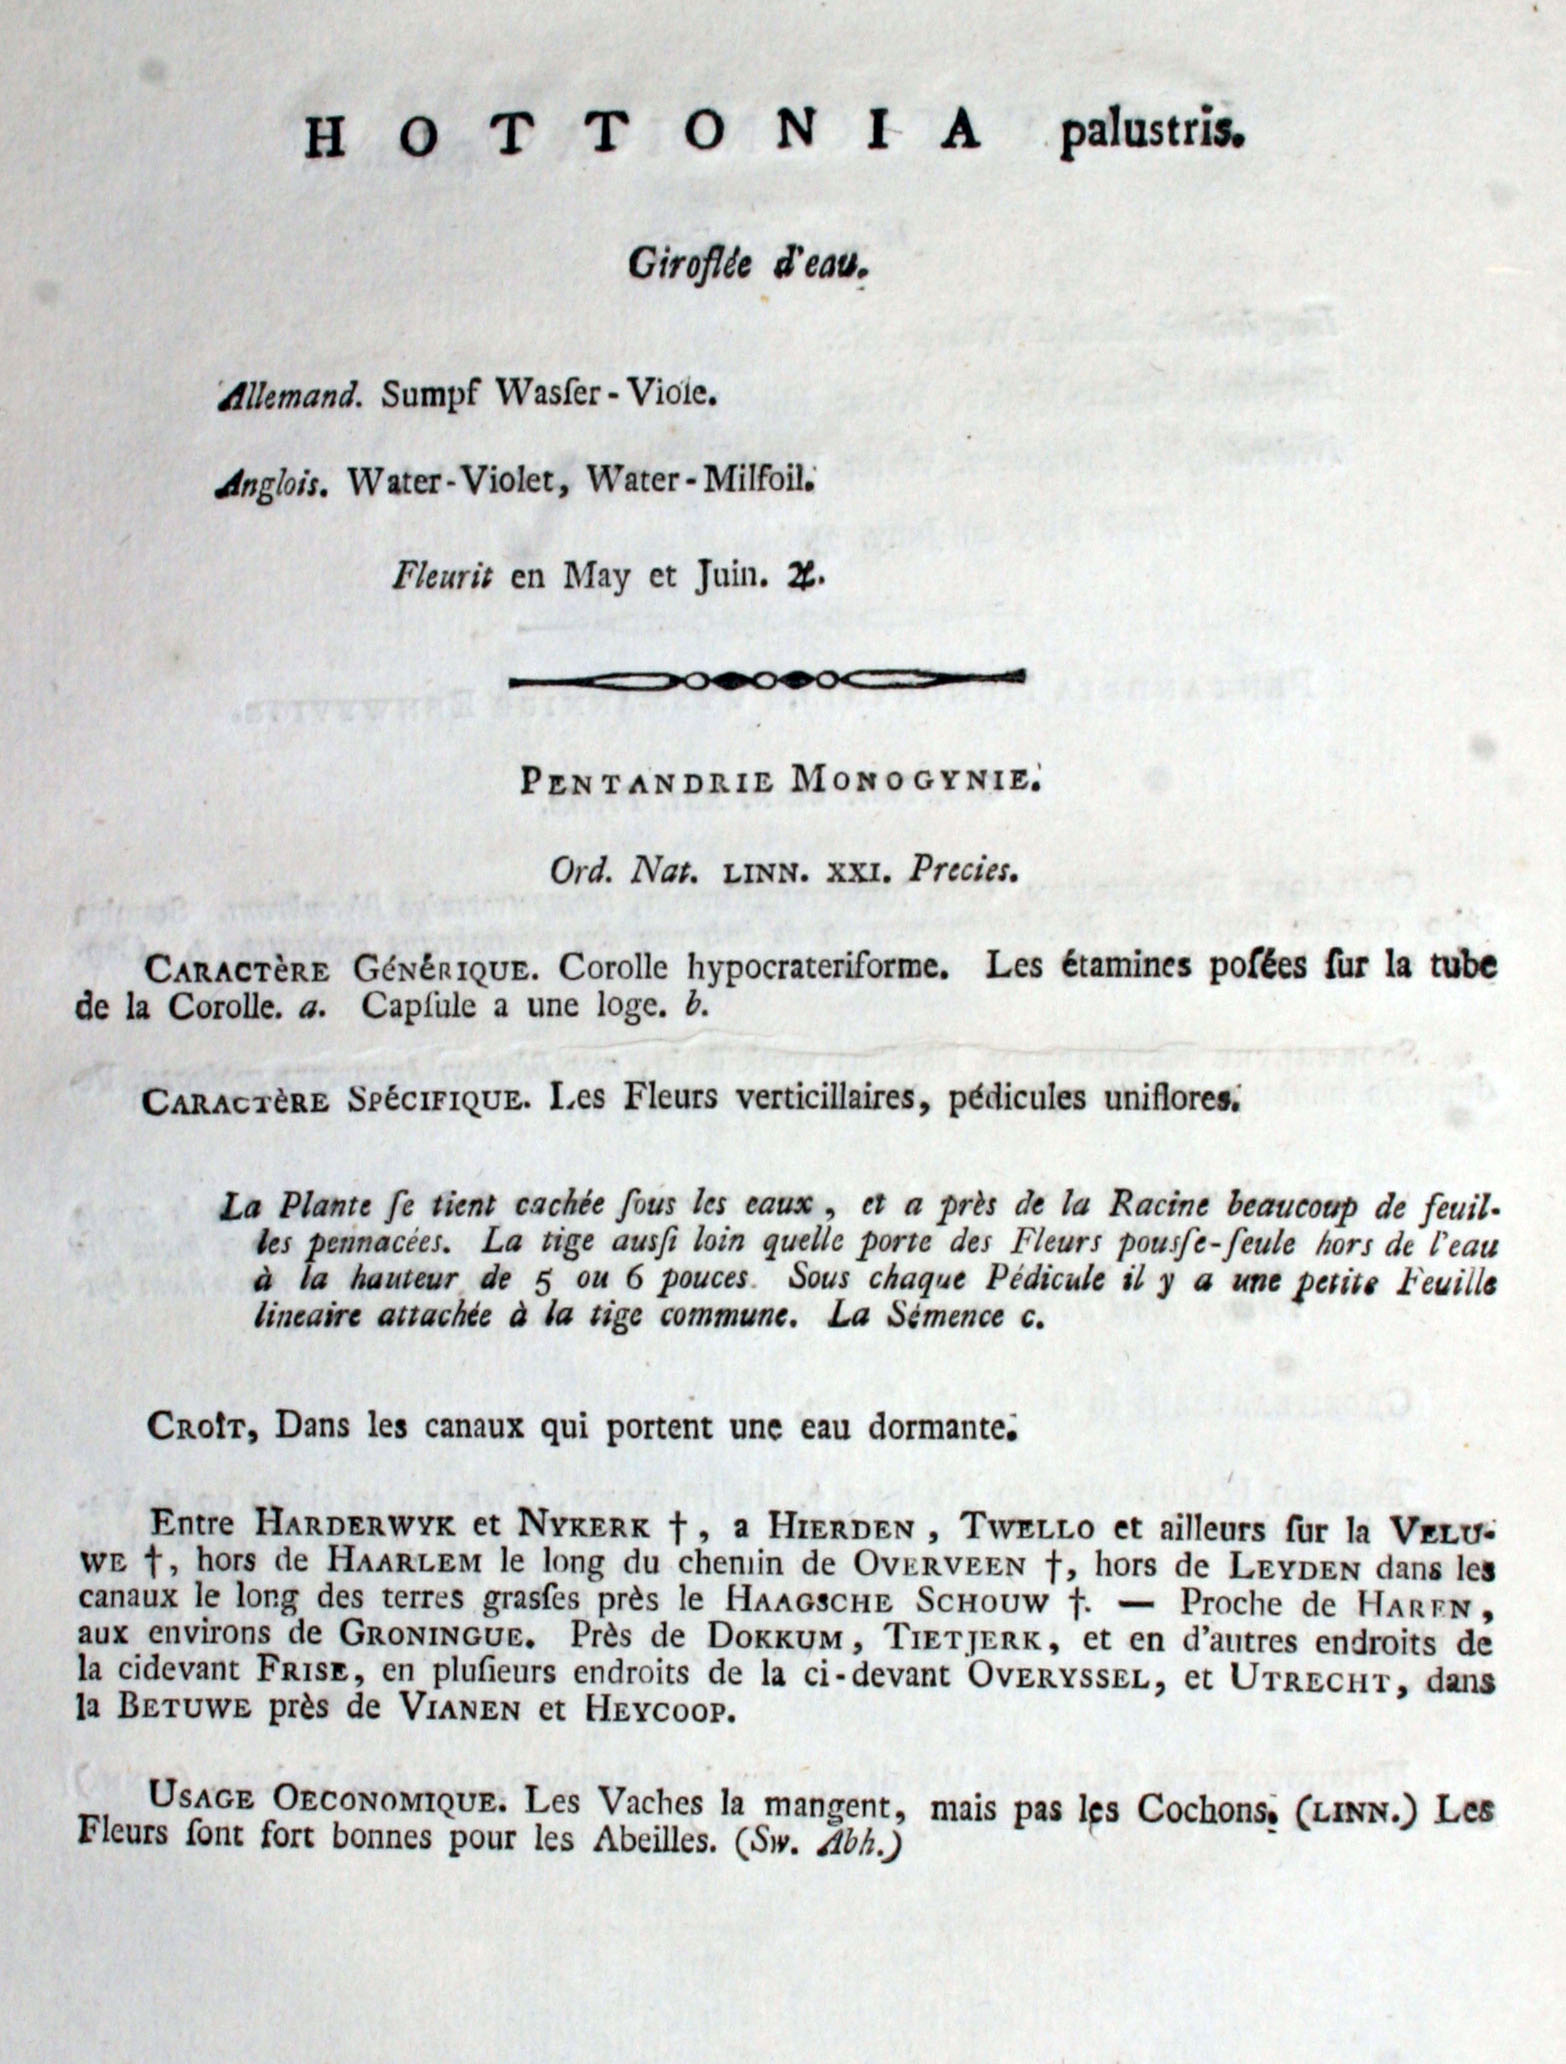 HOTTONIA palustris.
Giroflée d'eau.
Allemand. Sumpf Wasſer-Viole.
Anglois. Water-Violet, Water-Milfoil.
Fleurit en May et Juin. ♃.
PENTANDRIE MONOGYNIE.
Ord. Nat. LINN. XXI. Precies.
CARACTèRE GéNéRIQUE. Corolle hypocrateriforme. Les étamines poſées ſur la tube
de la Corolle. a. Capſule a une loge. b.
CARACTèRE SPéCIFIQUE. Les Fleurs verticillaires, pédicules uniflores.
La Plante ſe tient cachée ſous les eaux, et a près de la Racine beaucoup de feuil-
les pennacées. La tige ausſi loin quelle porte des Fleurs pousſe-ſeule hors de l'eau
à la hauteur de 5 ou 6 pouces. Sous chaque Pédicule il y a une petite Feuille
lineaire attachée à la tige commune. La Sémence c.
CROîT, Dans les canaux qui portent une eau dormante.
Entre HARDERWYK et NYKERK †, a HIERDEN, TWELLO et ailleurs ſur la VELU-
WE †, hors de HAARLEM le long du chemin de OVERVEEN †, hors de LEYDEN dans les
canaux le long des terres grasſes près le HAAGSCHE SCHOUW †. — Proche de HAREN,
aux environs de GRONINGUE. Près de DOKKUM, TIETJERK, et en d'autres endroits de
la cidevant FRISE, en pluſieurs endroits de la ci-devant OVERYSSEL, et UTRECHT, dans
la BETUWE près de VIANEN et HEYCOOP.
USAGE OECONOMIQUE. Les Vaches la mangent, mais pas les Cochons. (LINN.) Les
Fleurs ſont fort bonnes pour les Abeilles. (Sw. Abh.)